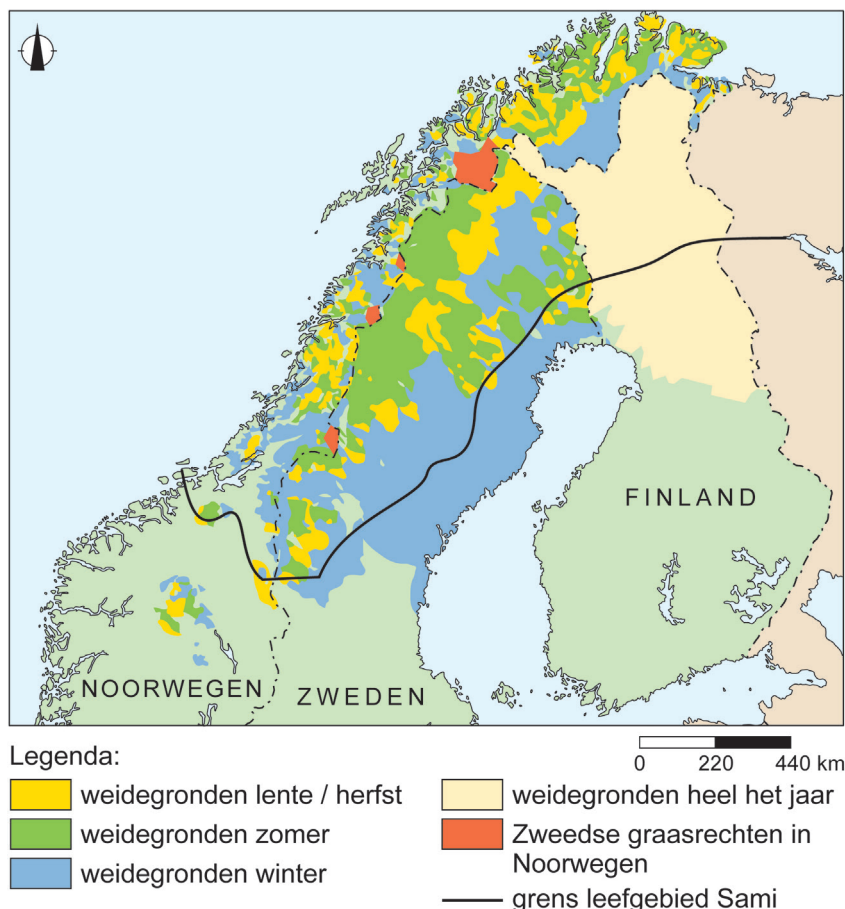 FINLAND
NOORWEGEN
ZWEDEN
Legenda:
0 220 440 km
weidegronden lente / herfst
weidegronden zomer
weidegronden winter
weidegronden heel het jaar
Zweedse graasrechten in
Noorwegen
grens leefgebied Sami